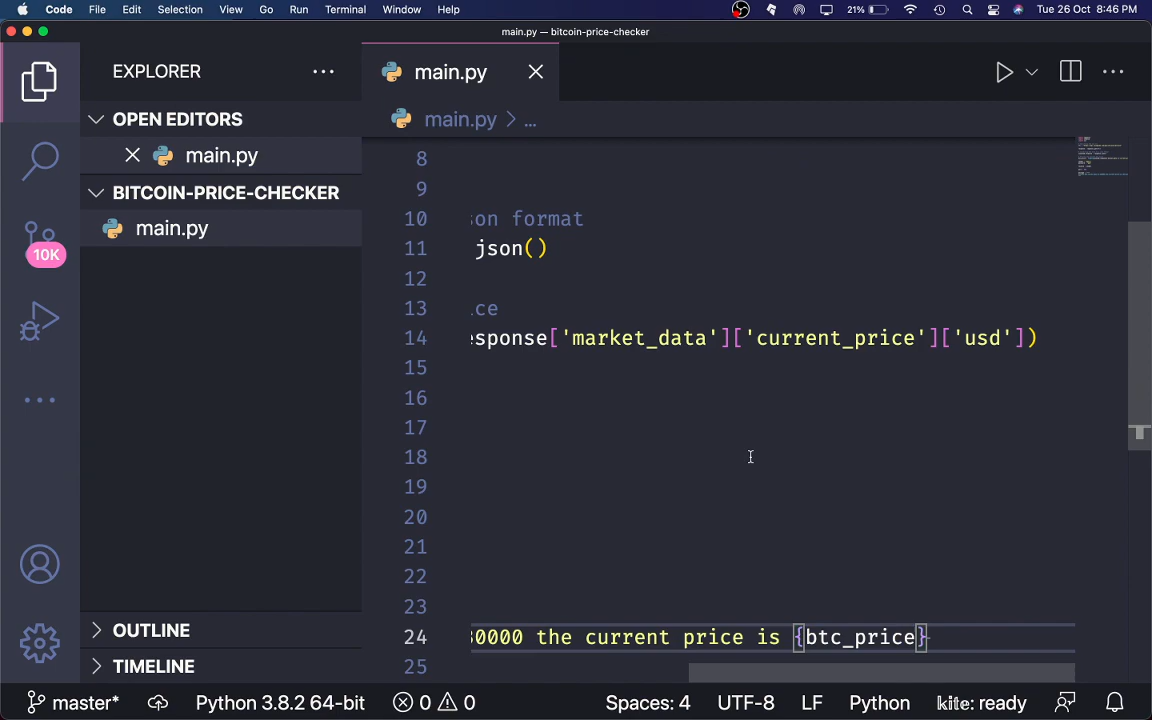 Code File Edit Selection View Go Run Terminal Window Help 21% Tue 26 Oct 8:46 PM
main.py — bitcoin-price-checker
EXPLORER
OPEN EDITORS
main.py
BITCOIN-PRICE-CHECKER
main.py
10K
OUTLINE
TIMELINE
main.py
main.py > ...
8
9
10 son format
11 json()
12
13 ice
14 esponse['market_data']['current_price']['usd'])
15
16
17
18
19
20
21
22
23
24 30000 the current price is {btc_price}
25
master* Python 3.8.2 64-bit 0 0 Spaces: 4 UTF-8 LF Python kite: ready